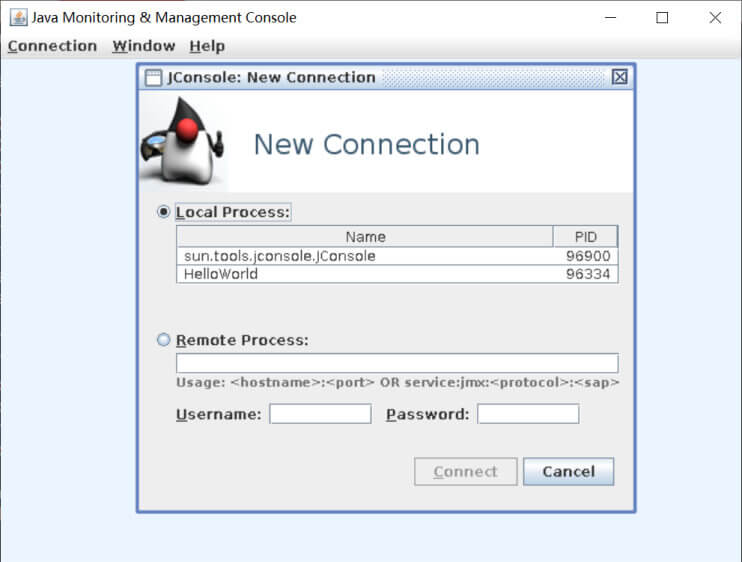 Java Monitoring & Management Console
Connection Window Help
JConsole: New Connection
New Connection
Local Process:
Name PID
sun.tools.jconsole.JConsole 96900
HelloWorld 96334
Remote Process:
Usage: <hostname>:<port> OR service:jmx:<protocol>:<sap>
Username: Password:
Connect Cancel